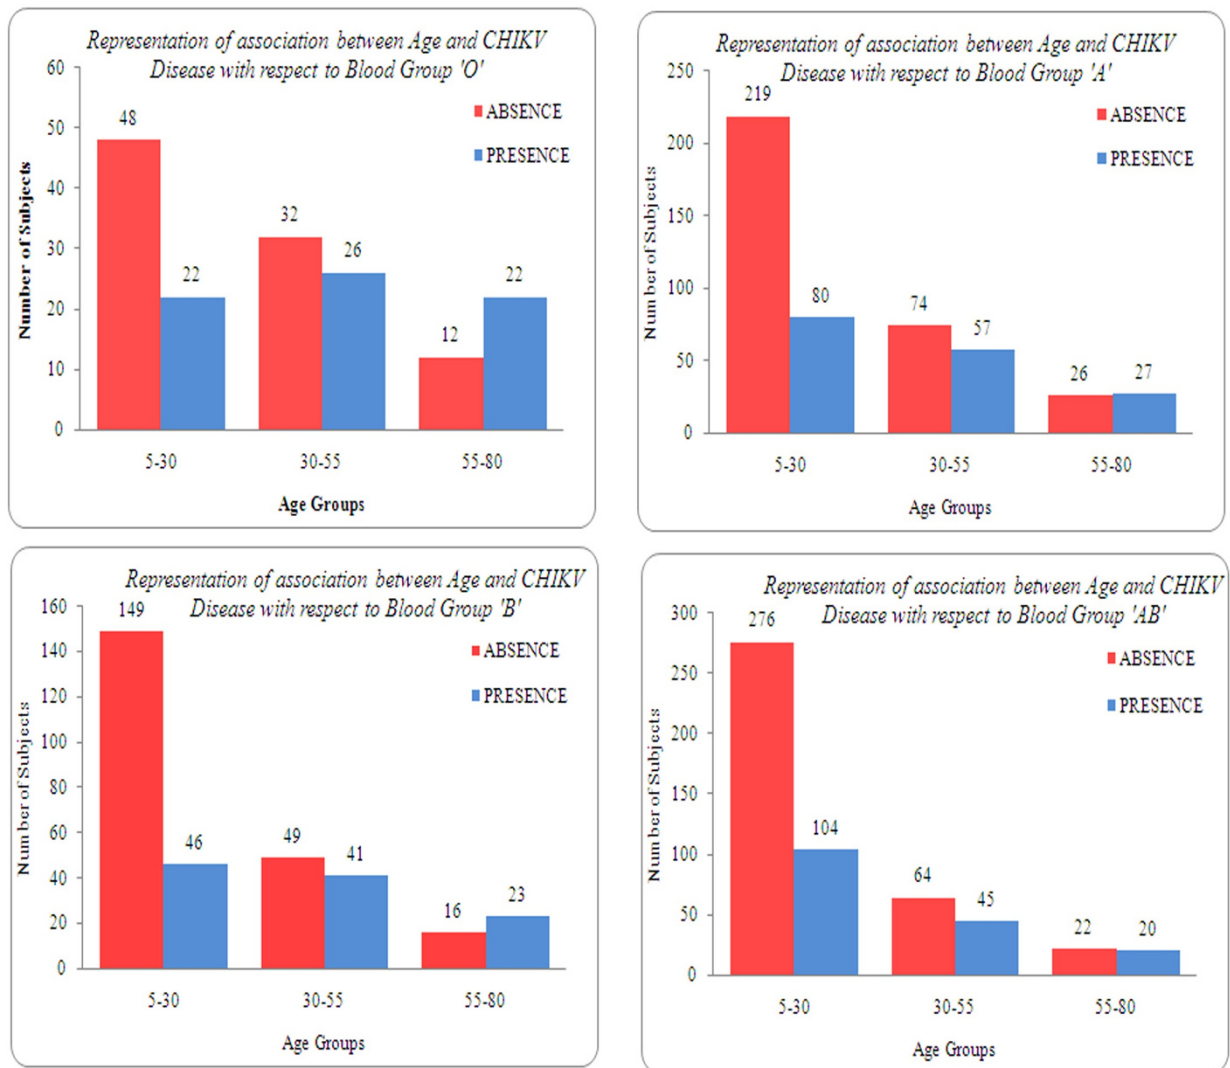 Representation of association between Age and CHIKV
Disease with respect to Blood Group 'O'
60
50
40
30
20
10
0
Number of Subjects
ABSENCE
PRESENCE
48
22
32
26
12
22
5-30
30-55
55-80
Age Groups
Representation of association between Age and CHIKV
Disease with respect to Blood Group 'A'
250
200
150
100
50
0
Number of Subjects
ABSENCE
PRESENCE
219
80
74
57
26
27
5-30
30-55
55-80
Age Groups
Representation of association between Age and CHIKV
Disease with respect to Blood Group 'B'
160
140
120
100
80
60
40
20
0
Number of Subjects
ABSENCE
PRESENCE
149
46
49
41
16
23
5-30
30-55
55-80
Age Groups
Representation of association between Age and CHIKV
Disease with respect to Blood Group 'AB'
300
250
200
150
100
50
0
Number of Subjects
ABSENCE
PRESENCE
276
104
64
45
22
20
5-30
30-55
55-80
Age Groups